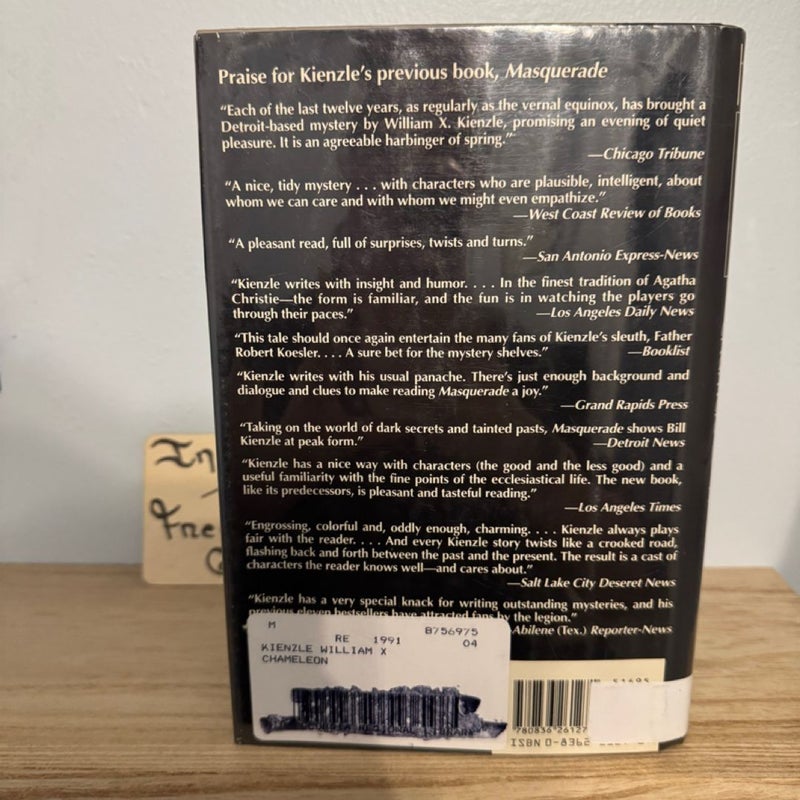 Praise for Kienzle's previous book, Masquerade
"Each of the last twelve years, as regularly as the vernal equinox, has brought a
Detroit-based mystery by William X. Kienzle, promising an evening of quiet
pleasure. It is an agreeable harbinger of spring."
—Chicago Tribune
"A nice, tidy mystery . . . with characters who are plausible, intelligent, about
whom we can care and with whom we might even empathize."
—West Coast Review of Books
"A pleasant read, full of surprises, twists and turns."
—San Antonio Express-News
"Kienzle writes with insight and humor. . . . In the finest tradition of Agatha
Christie—the form is familiar, and the fun is in watching the players go
through their paces." —Los Angeles Daily News
"This tale should once again entertain the many fans of Kienzle's sleuth, Father
Robert Koesler. . . . A sure bet for the mystery shelves." —Booklist
"Kienzle writes with his usual panache. There's just enough background and
dialogue and clues to make reading Masquerade a joy."
—Grand Rapids Press
"Taking on the world of dark secrets and tainted pasts, Masquerade shows Bill
Kienzle at peak form." —Detroit News
"Kienzle has a nice way with characters (the good and the less good) and a
useful familiarity with the fine points of the ecclesiastical life. The new book,
like its predecessors, is pleasant and tasteful reading."
—Los Angeles Times
"Engrossing, colorful and, oddly enough, charming. . . . Kienzle always plays
fair with the reader. . . . And every Kienzle story twists like a crooked road,
flashing back and forth between the past and the present. The result is a cast of
characters the reader knows well—and cares about."
—Salt Lake City Deseret News
"Kienzle has a very special knack for writing outstanding mysteries, and his
previous eleven bestsellers have attracted fans by the legion."
Abilene (Tex.) Reporter-News
M B756975
RE 1991 04
KIENZLE WILLIAM X
CHAMELEON
51695
9780836 26127
ISBN 0-8362
In